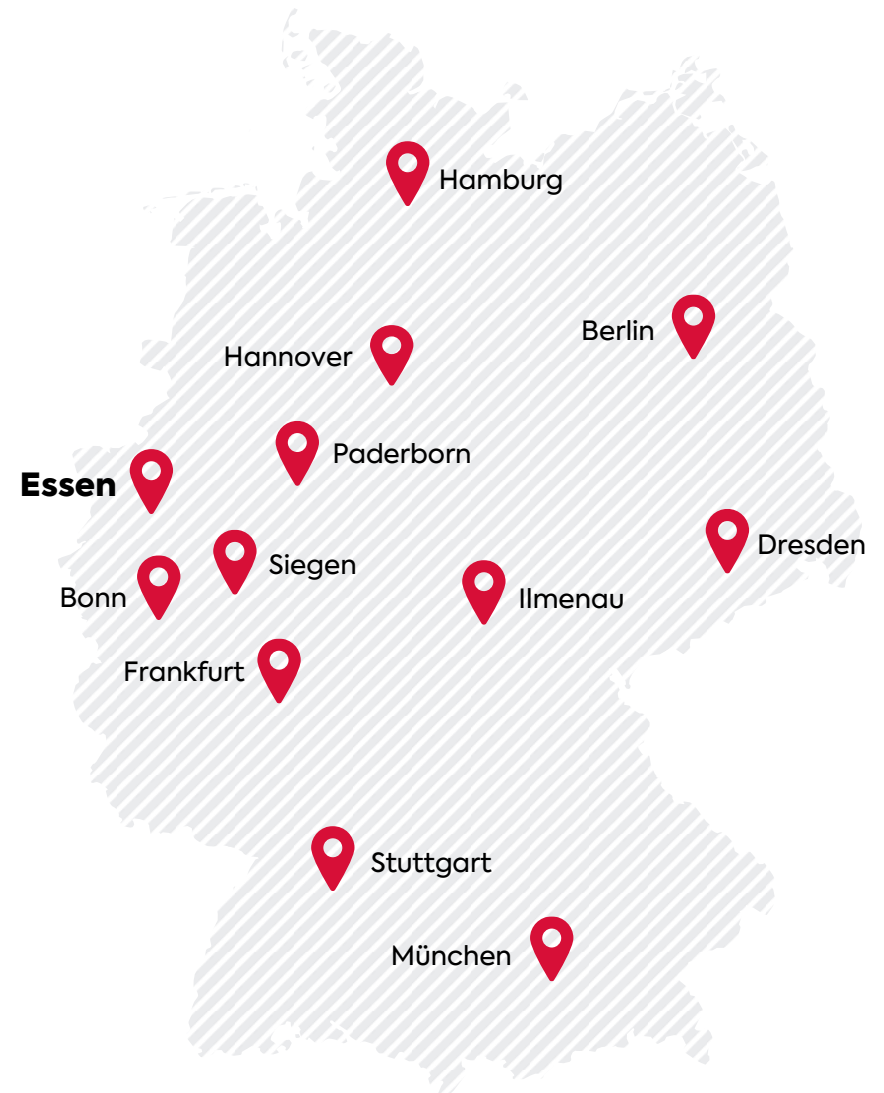 Hamburg
Berlin
Hannover
Paderborn
Essen
Dresden
Siegen
Bonn
Ilmenau
Frankfurt
Stuttgart
München